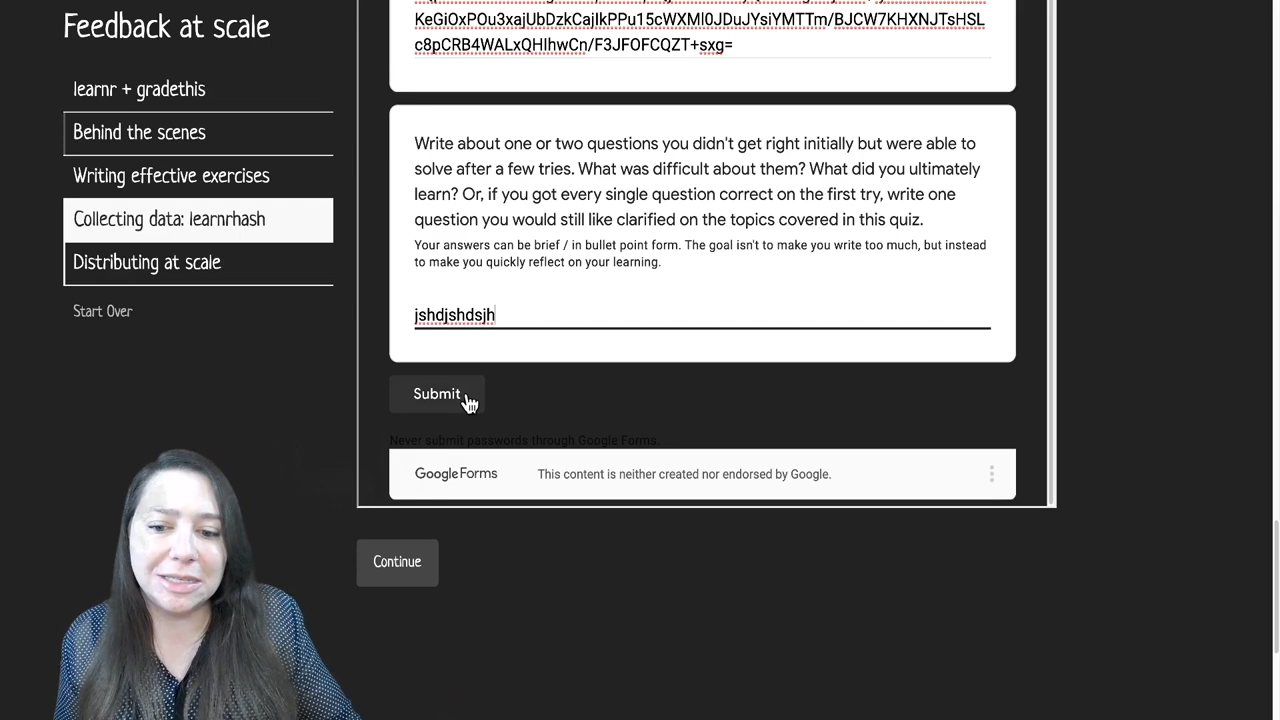 Feedback at scale
learnr + gradethis
Behind the scenes
Writing effective exercises
Collecting data: learnrhash
Distributing at scale
Start Over
KeGiOxPOu3xajUbDzkCajIkPPu15cWXMl0JDuJYsiYMTTm/BJCW7KHXNJTsHSL
c8pCRB4WALxQHIhwCn/F3JFOFCQZT+sxg=
Write about one or two questions you didn't get right initially but were able to
solve after a few tries. What was difficult about them? What did you ultimately
learn? Or, if you got every single question correct on the first try, write one
question you would still like clarified on the topics covered in this quiz.
Your answers can be brief / in bullet point form. The goal isn't to make you write too much, but instead
to make you quickly reflect on your learning.
jshdjshdsjh
Submit
Never submit passwords through Google Forms.
Google Forms This content is neither created nor endorsed by Google.
Continue